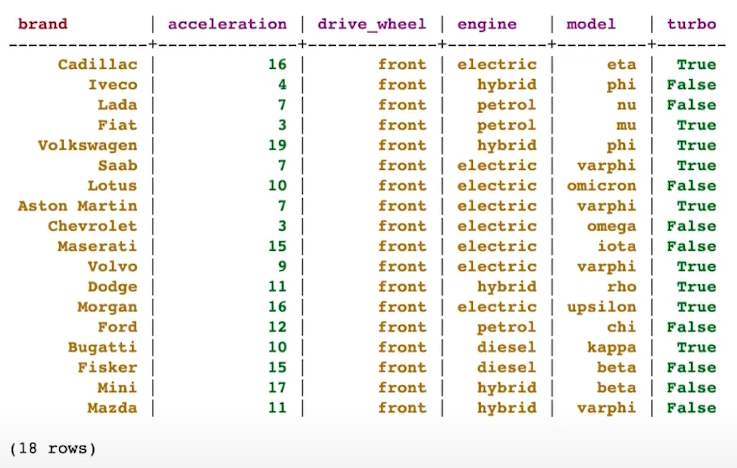 brand | acceleration | drive_wheel | engine | model | turbo
--------------+--------------+-------------+----------+---------+-------
Cadillac | 16 | front | electric | eta | True
Iveco | 4 | front | hybrid | phi | False
Lada | 7 | front | petrol | nu | False
Fiat | 3 | front | petrol | mu | True
Volkswagen | 19 | front | hybrid | phi | True
Saab | 7 | front | electric | varphi | True
Lotus | 10 | front | electric | omicron | False
Aston Martin | 7 | front | electric | varphi | True
Chevrolet | 3 | front | electric | omega | False
Maserati | 15 | front | electric | iota | False
Volvo | 9 | front | electric | varphi | True
Dodge | 11 | front | hybrid | rho | True
Morgan | 16 | front | electric | upsilon | True
Ford | 12 | front | petrol | chi | False
Bugatti | 10 | front | diesel | kappa | True
Fisker | 15 | front | diesel | beta | False
Mini | 17 | front | hybrid | beta | False
Mazda | 11 | front | hybrid | varphi | False
(18 rows)